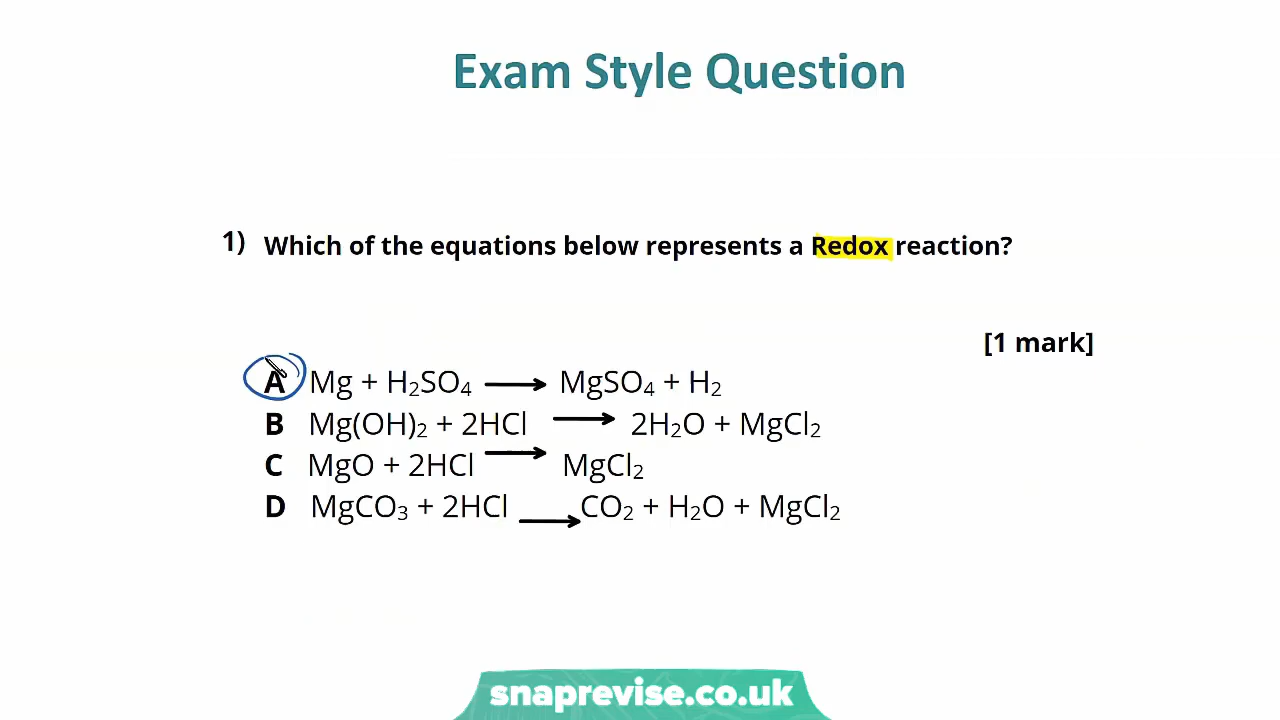 Exam Style Question
1) Which of the equations below represents a Redox reaction?
[1 mark]
A Mg + H₂SO₄ ⟶ MgSO₄ + H₂
B Mg(OH)₂ + 2HCl ⟶ 2H₂O + MgCl₂
C MgO + 2HCl ⟶ MgCl₂
D MgCO₃ + 2HCl ⟶ CO₂ + H₂O + MgCl₂
snaprevise.co.uk